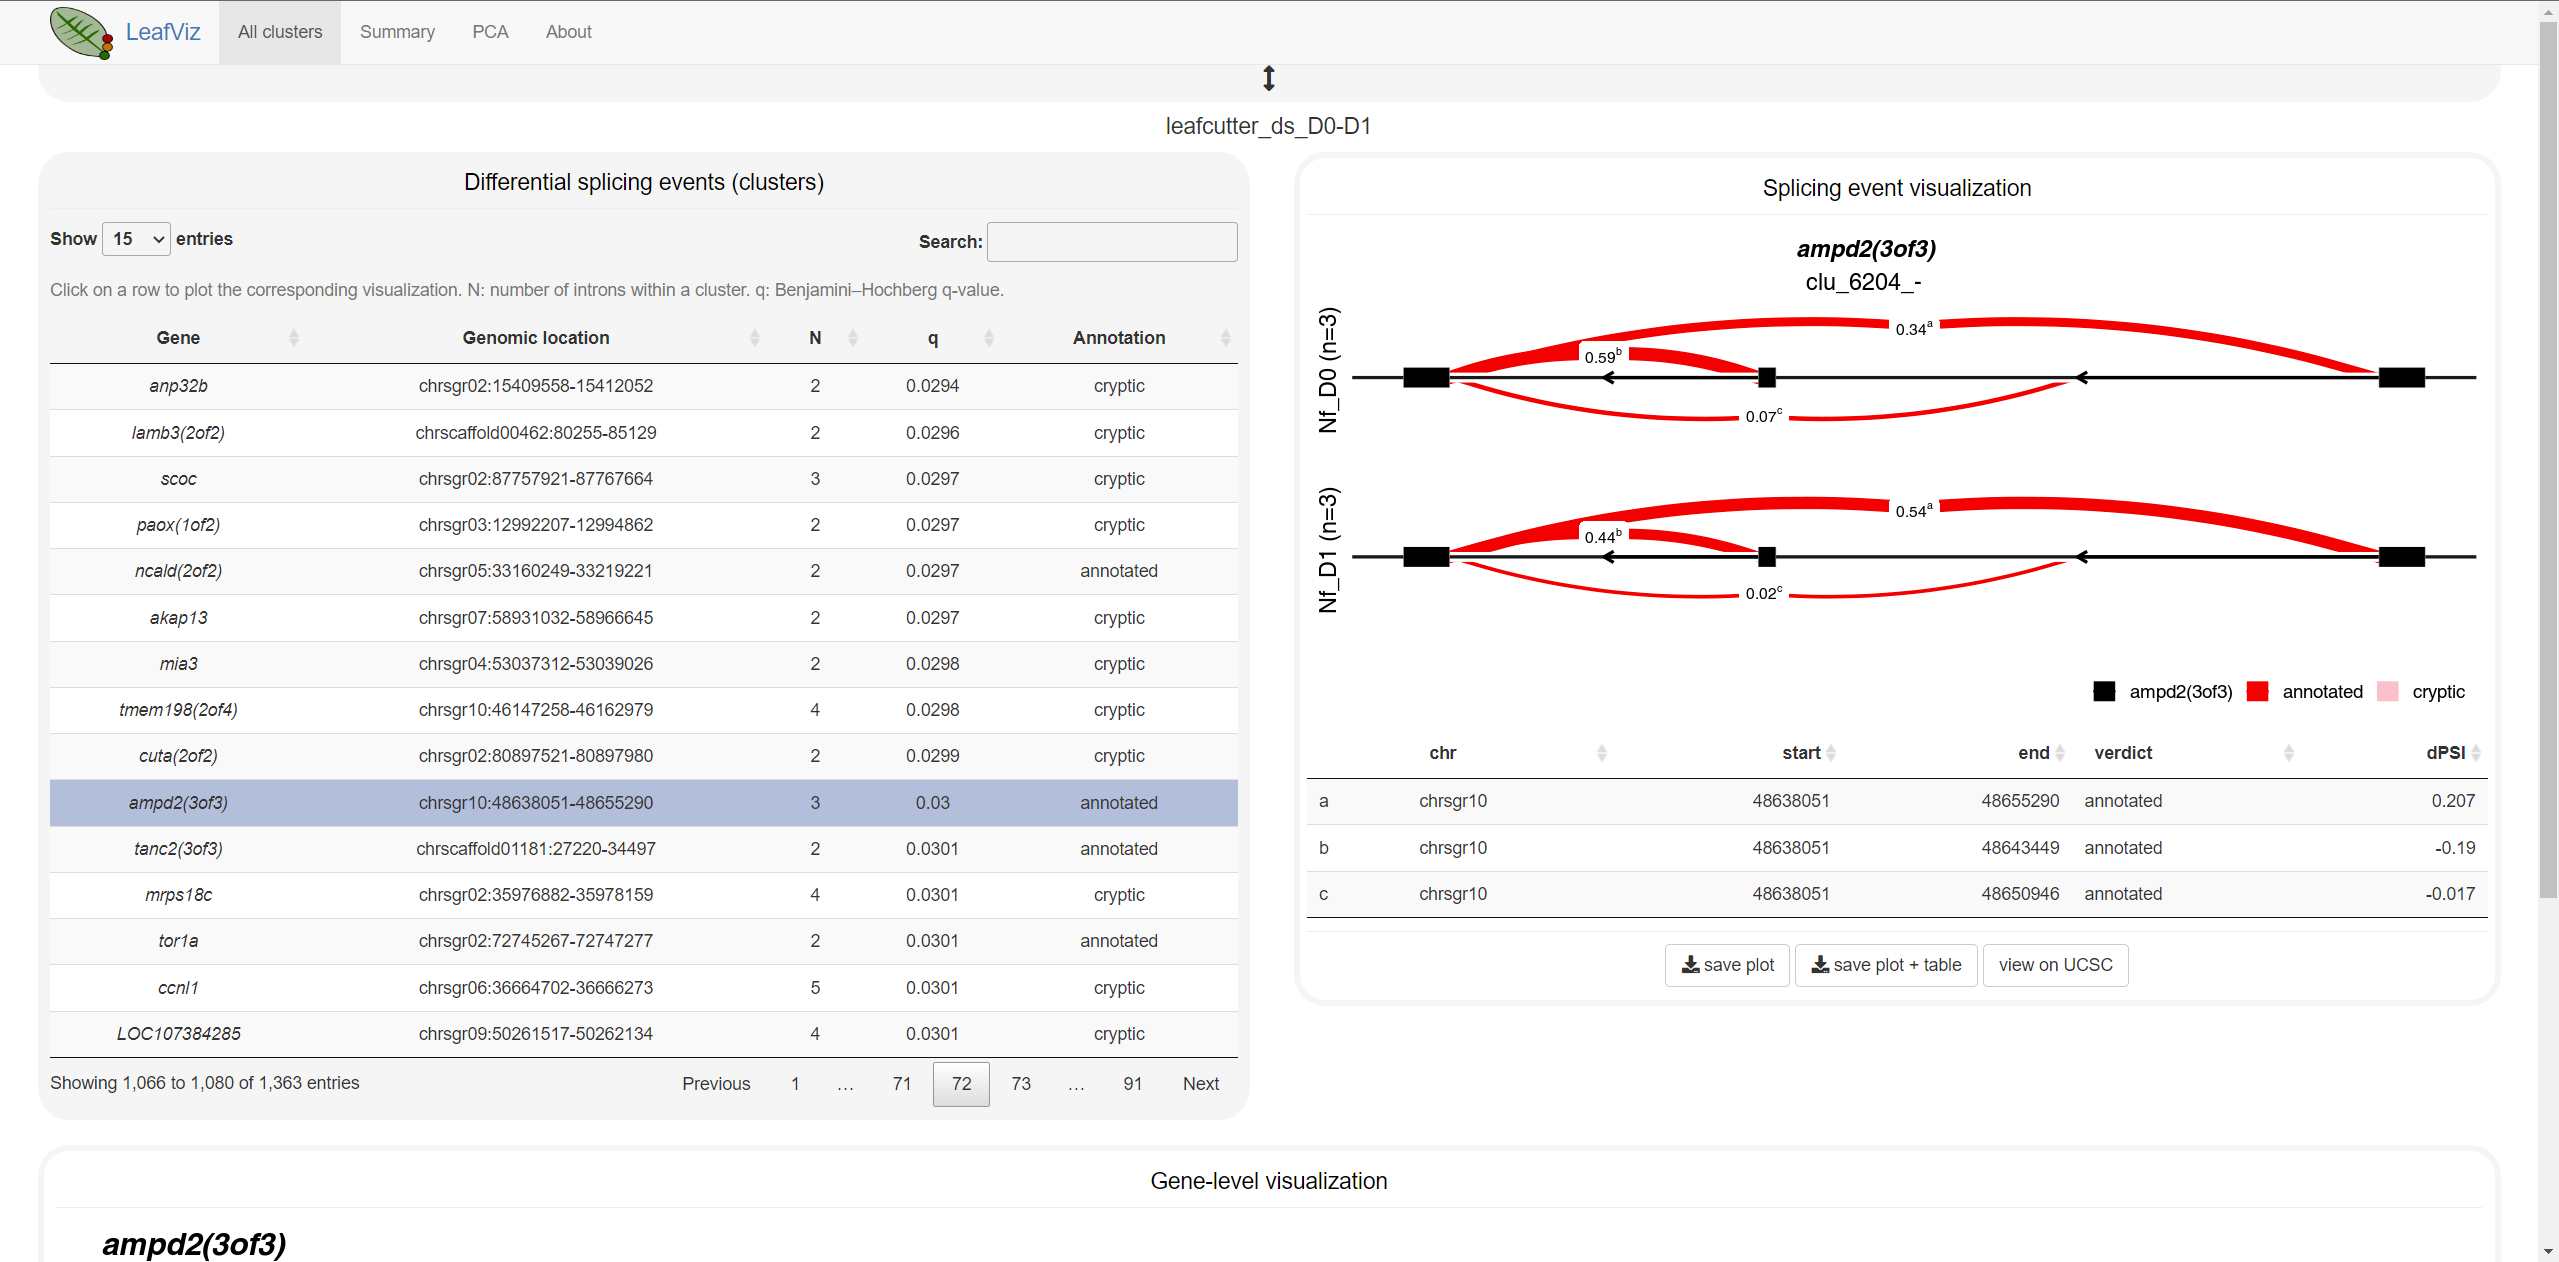 LeafViz All clusters Summary PCA About
leafcutter_ds_D0-D1
Differential splicing events (clusters)
Show 15 entries Search:
Click on a row to plot the corresponding visualization. N: number of introns within a cluster. q: Benjamini–Hochberg q-value.
Gene Genomic location N q Annotation
anp32b chrsgr02:15409558-15412052 2 0.0294 cryptic
lamb3(2of2) chrscaffold00462:80255-85129 2 0.0296 cryptic
scoc chrsgr02:87757921-87767664 3 0.0297 cryptic
paox(1of2) chrsgr03:12992207-12994862 2 0.0297 cryptic
ncald(2of2) chrsgr05:33160249-33219221 2 0.0297 annotated
akap13 chrsgr07:58931032-58966645 2 0.0297 cryptic
mia3 chrsgr04:53037312-53039026 2 0.0298 cryptic
tmem198(2of4) chrsgr10:46147258-46162979 4 0.0298 cryptic
cuta(2of2) chrsgr02:80897521-80897980 2 0.0299 cryptic
ampd2(3of3) chrsgr10:48638051-48655290 3 0.03 annotated
tanc2(3of3) chrscaffold01181:27220-34497 2 0.0301 annotated
mrps18c chrsgr02:35976882-35978159 4 0.0301 cryptic
tor1a chrsgr02:72745267-72747277 2 0.0301 annotated
ccnl1 chrsgr06:36664702-36666273 5 0.0301 cryptic
LOC107384285 chrsgr09:50261517-50262134 4 0.0301 cryptic
Showing 1,066 to 1,080 of 1,363 entries Previous 1 … 71 72 73 … 91 Next
Splicing event visualization
ampd2(3of3)
clu_6204_-
Nf_D0 (n=3)
0.34a
0.59b
0.07c
Nf_D1 (n=3)
0.54a
0.44b
0.02c
ampd2(3of3) annotated cryptic
chr start end verdict dPSI
a chrsgr10 48638051 48655290 annotated 0.207
b chrsgr10 48638051 48643449 annotated -0.19
c chrsgr10 48638051 48650946 annotated -0.017
save plot save plot + table view on UCSC
Gene-level visualization
ampd2(3of3)